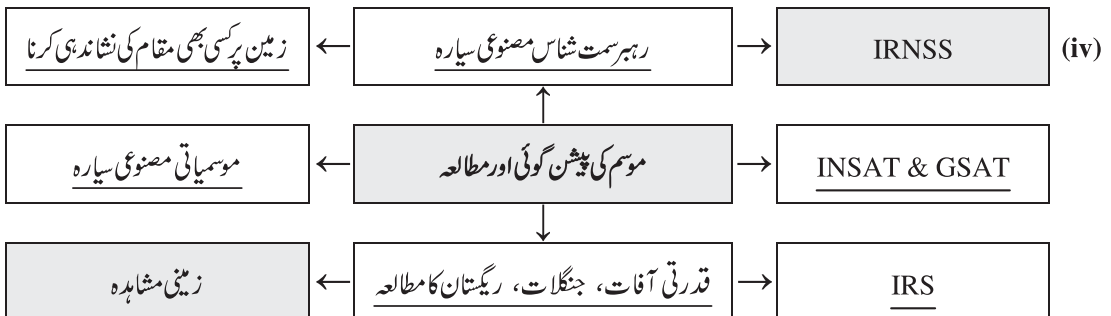 (iv) IRNSS رہبر سمت شناس مصنوعی سیارہ زمین پر کسی بھی مقام کی نشاندہی کرنا
INSAT & GSAT موسم کی پیشن گوئی اور مطالعہ موسمیاتی مصنوعی سیارہ
IRS قدرتی آفات، جنگلات، ریگستان کا مطالعہ زمینی مشاہدہ